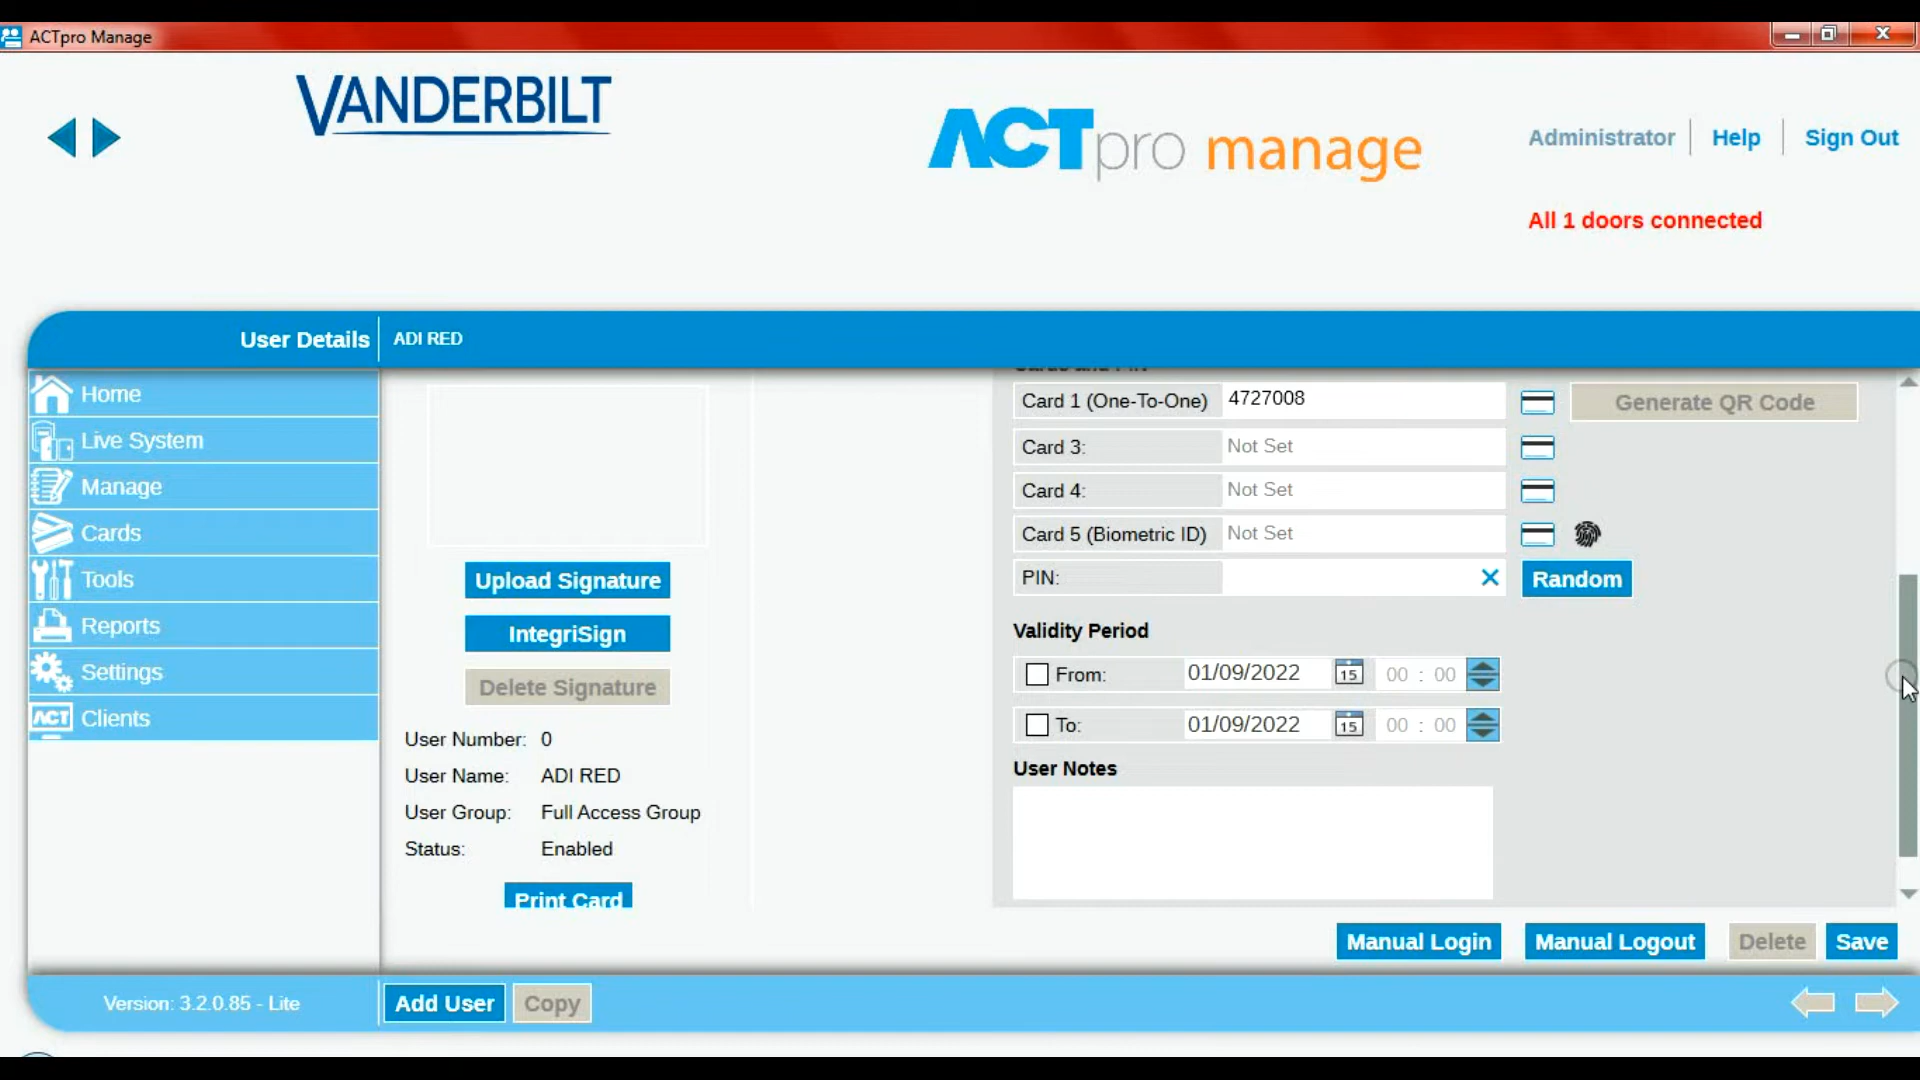 ACTpro Manage
VANDERBILT
ACTpro manage
Administrator
Help
Sign Out
All 1 doors connected
User Details
ADI RED
Home
Live System
Manage
Cards
Tools
Reports
Settings
ACT Clients
Upload Signature
IntegriSign
Delete Signature
User Number: 0
User Name: ADI RED
User Group: Full Access Group
Status: Enabled
Print Card
Cards and PIN
Card 1 (One-To-One) 4727008
Generate QR Code
Card 3: Not Set
Card 4: Not Set
Card 5 (Biometric ID) Not Set
PIN:
Random
Validity Period
From: 01/09/2022 15 00 : 00
To: 01/09/2022 15 00 : 00
User Notes
Manual Login
Manual Logout
Delete
Save
Version: 3.2.0.85 - Lite
Add User
Copy